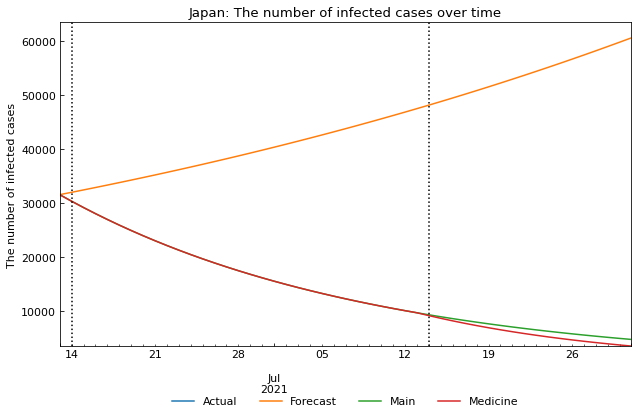 Japan: The number of infected cases over time
The number of infected cases
60000
50000
40000
30000
20000
10000
14 21 28 05 12 19 26
Jul
2021
Actual Forecast Main Medicine